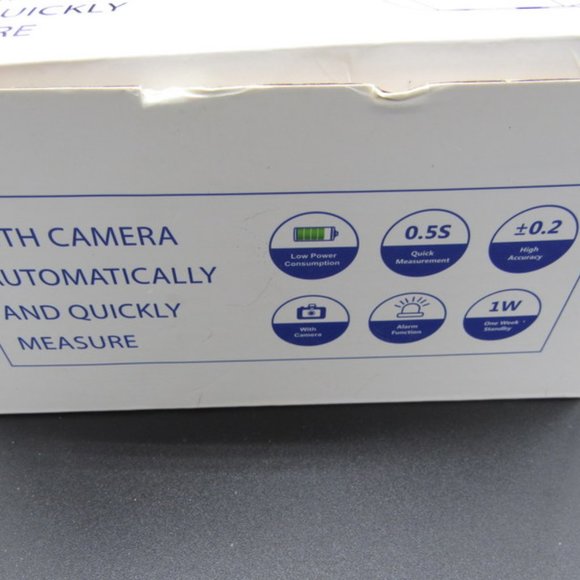 UICKLY
RE
TH CAMERA
AUTOMATICALLY
AND QUICKLY
MEASURE
Low Power
Consumption
0.5S
Quick
Measurement
±0.2
High
Accuracy
With
Camera
Alarm
Function
1W
One Week
Standby